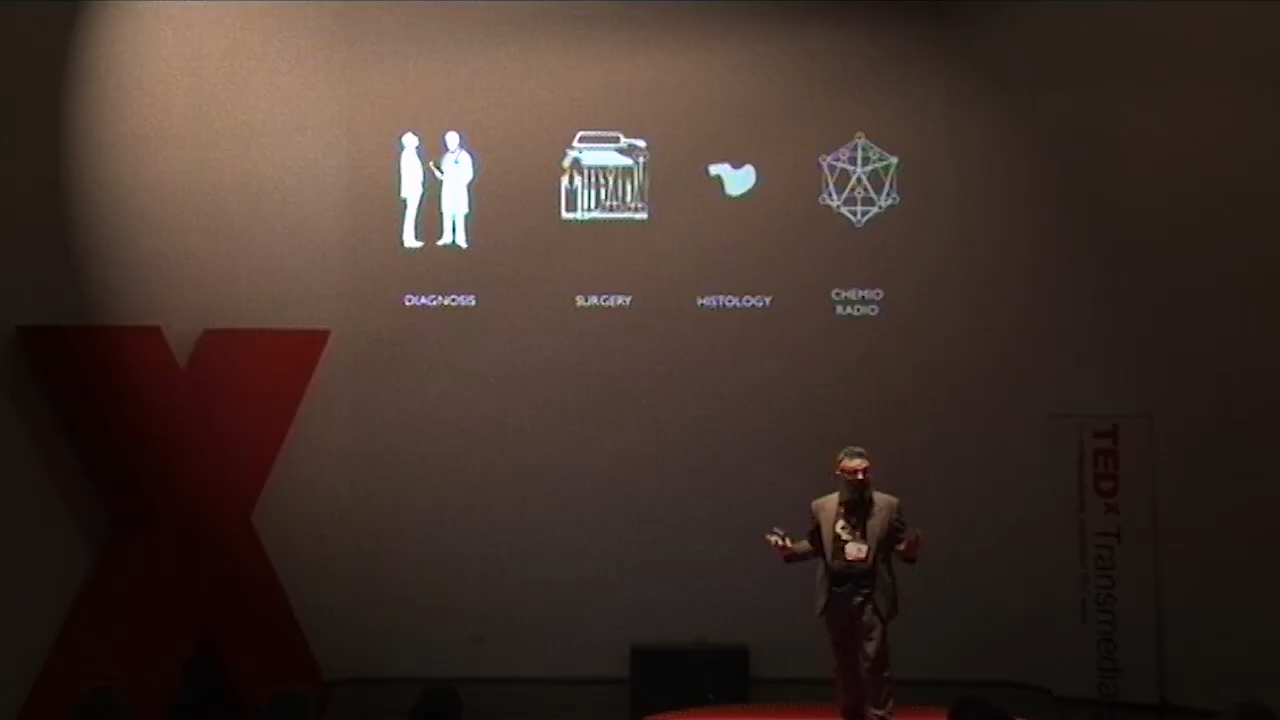 DIAGNOSIS
SURGERY
HISTOLOGY
CHEMIO
RADIO
X
TEDx Transmedia